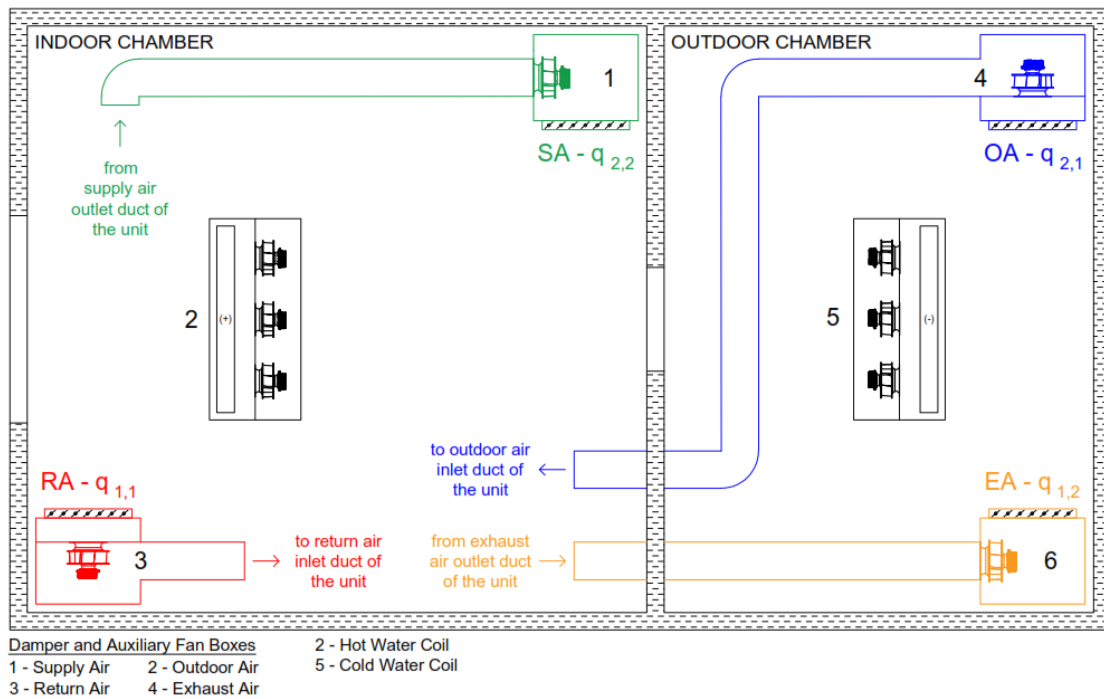 INDOOR CHAMBER
OUTDOOR CHAMBER
1
4
SA - q 2,2
OA - q 2,1
from
supply air
outlet duct of
the unit
2
(+)
5
(-)
to outdoor air
inlet duct of
the unit
RA - q 1,1
EA - q 1,2
3
to return air
inlet duct of
the unit
from exhaust
air outlet duct
of the unit
6
Damper and Auxiliary Fan Boxes
1 - Supply Air 2 - Outdoor Air
3 - Return Air 4 - Exhaust Air
2 - Hot Water Coil
5 - Cold Water Coil